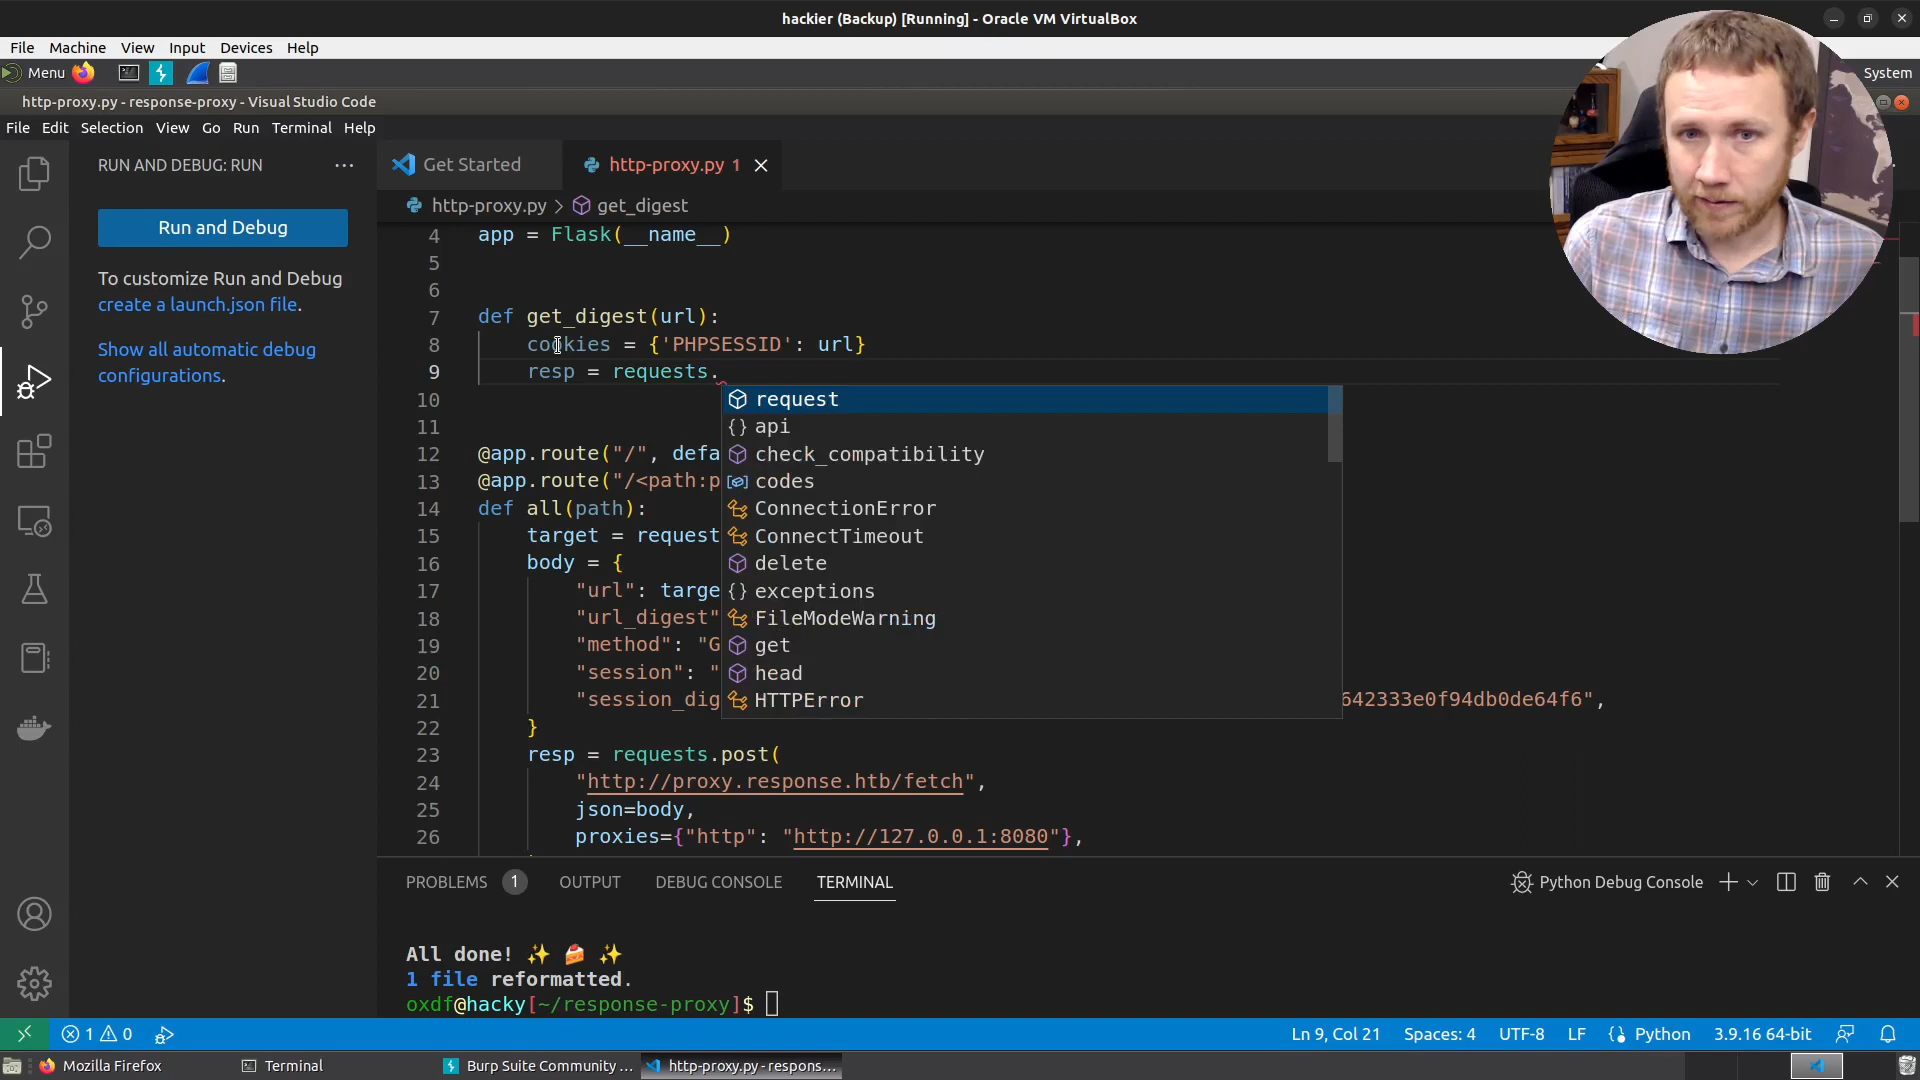 hackier (Backup) [Running] - Oracle VM VirtualBox
File Machine View Input Devices Help
Menu
System
http-proxy.py - response-proxy - Visual Studio Code
File Edit Selection View Go Run Terminal Help
RUN AND DEBUG: RUN
Get Started
http-proxy.py 1
http-proxy.py > get_digest
Run and Debug
To customize Run and Debug
create a launch.json file.
Show all automatic debug
configurations.
4 app = Flask(__name__)
5
6
7 def get_digest(url):
8 cookies = {'PHPSESSID': url}
9 resp = requests.
10
11
12 @app.route("/", defa
13 @app.route("/<path:p
14 def all(path):
15 target = request
16 body = {
17 "url": targe
18 "url_digest"
19 "method": "G
20 "session": "
21 "session_dig 642333e0f94db0de64f6",
22 }
23 resp = requests.post(
24 "http://proxy.response.htb/fetch",
25 json=body,
26 proxies={"http": "http://127.0.0.1:8080"},
request
{} api
check_compatibility
codes
ConnectionError
ConnectTimeout
delete
{} exceptions
FileModeWarning
get
head
HTTPError
PROBLEMS 1 OUTPUT DEBUG CONSOLE TERMINAL
Python Debug Console
All done! ✨ 🍰 ✨
1 file reformatted.
oxdf@hacky[~/response-proxy]$
1 0
Ln 9, Col 21 Spaces: 4 UTF-8 LF {} Python 3.9.16 64-bit
Mozilla Firefox
Terminal
Burp Suite Community ...
http-proxy.py - respons...